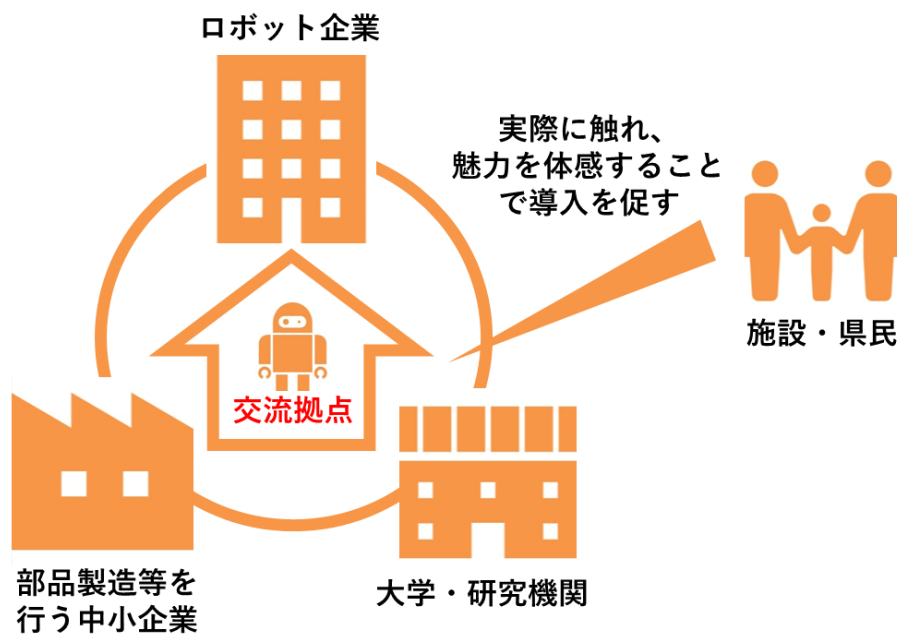 ロボット企業
実際に触れ、
魅力を体感すること
で導入を促す
施設・県民
交流拠点
部品製造等を
行う中小企業
大学・研究機関